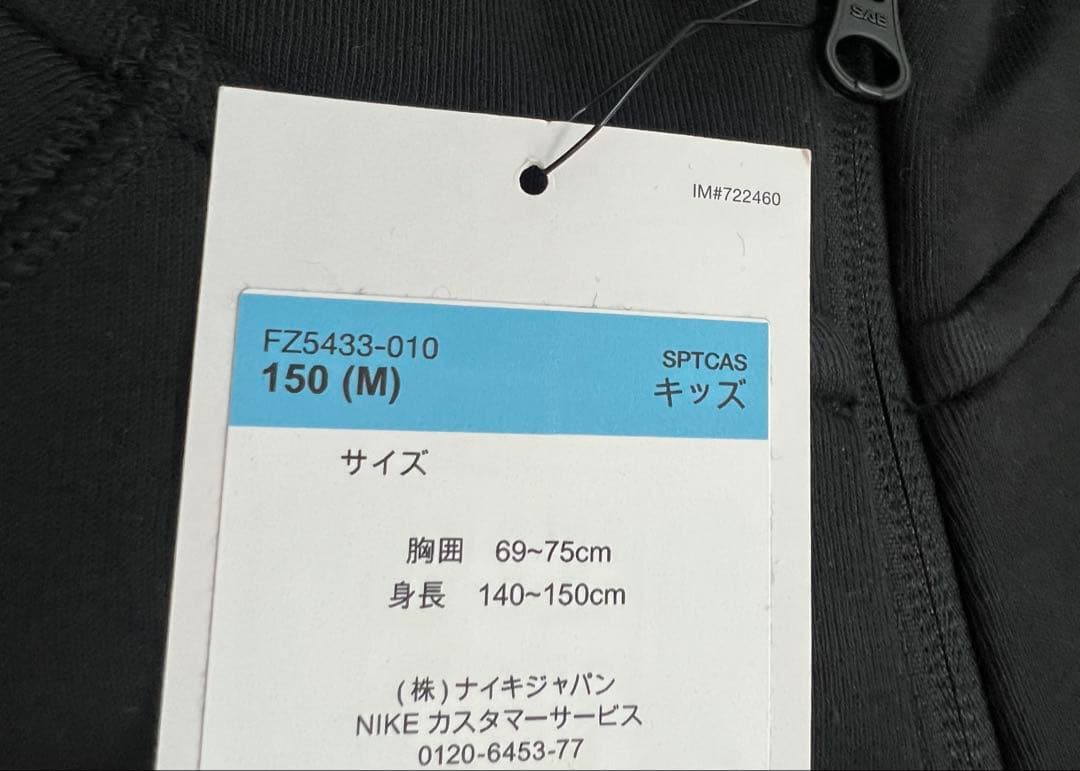 IM#722460
FZ5433-010
150 (M)
SPTCAS
キッズ
サイズ
胸囲 69~75cm
身長 140~150cm
(株)ナイキジャパン
NIKE カスタマーサービス
0120-6453-77